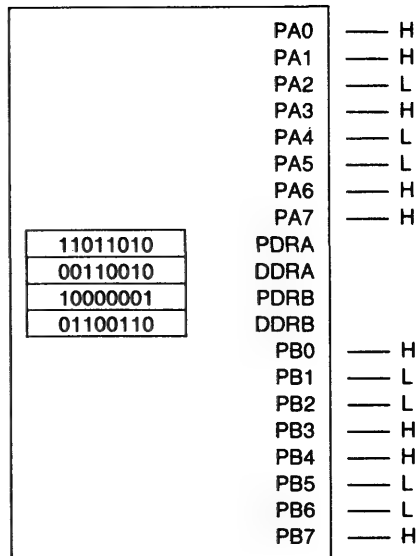 PA0 H
PA1 H
PA2 L
PA3 H
PA4 L
PA5 L
PA6 H
PA7 H
11011010 PDRA
00110010 DDRA
10000001 PDRB
01100110 DDRB
PB0 H
PB1 L
PB2 L
PB3 H
PB4 H
PB5 L
PB6 L
PB7 H